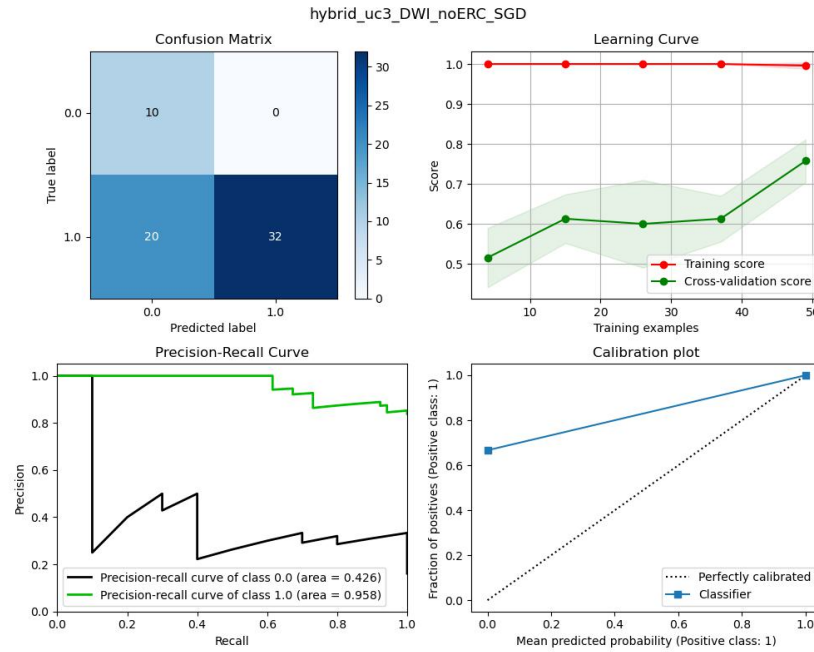 hybrid_uc3_DWI_noERC_SGD
Confusion Matrix
True label
0.0
1.0
10
0
20
32
0.0
1.0
Predicted label
30
25
20
15
10
5
0
Learning Curve
Score
1.0
0.9
0.8
0.7
0.6
0.5
Training score
Cross-validation score
10
20
30
40
50
Training examples
Precision-Recall Curve
Precision
1.0
0.8
0.6
0.4
0.2
0.0
Precision-recall curve of class 0.0 (area = 0.426)
Precision-recall curve of class 1.0 (area = 0.958)
0.0
0.2
0.4
0.6
0.8
1.0
Recall
Calibration plot
Fraction of positives (Positive class: 1)
1.0
0.8
0.6
0.4
0.2
0.0
Perfectly calibrated
Classifier
0.0
0.2
0.4
0.6
0.8
1.0
Mean predicted probability (Positive class: 1)